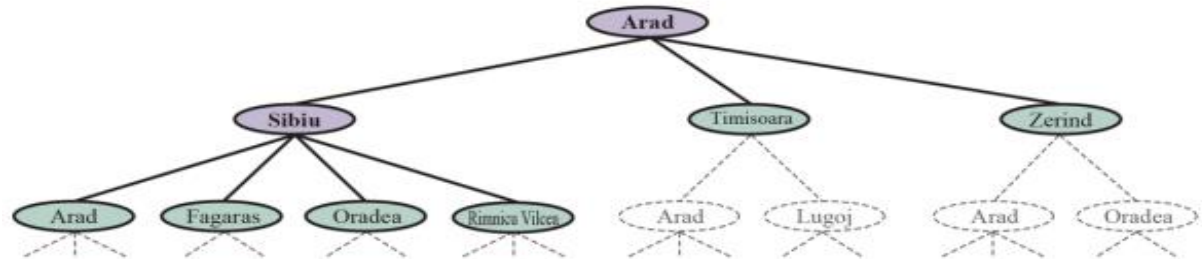 Arad
Sibiu Timisoara Zerind
Arad Fagaras Oradea Rimnicu Vilcea Arad Lugoj Arad Oradea